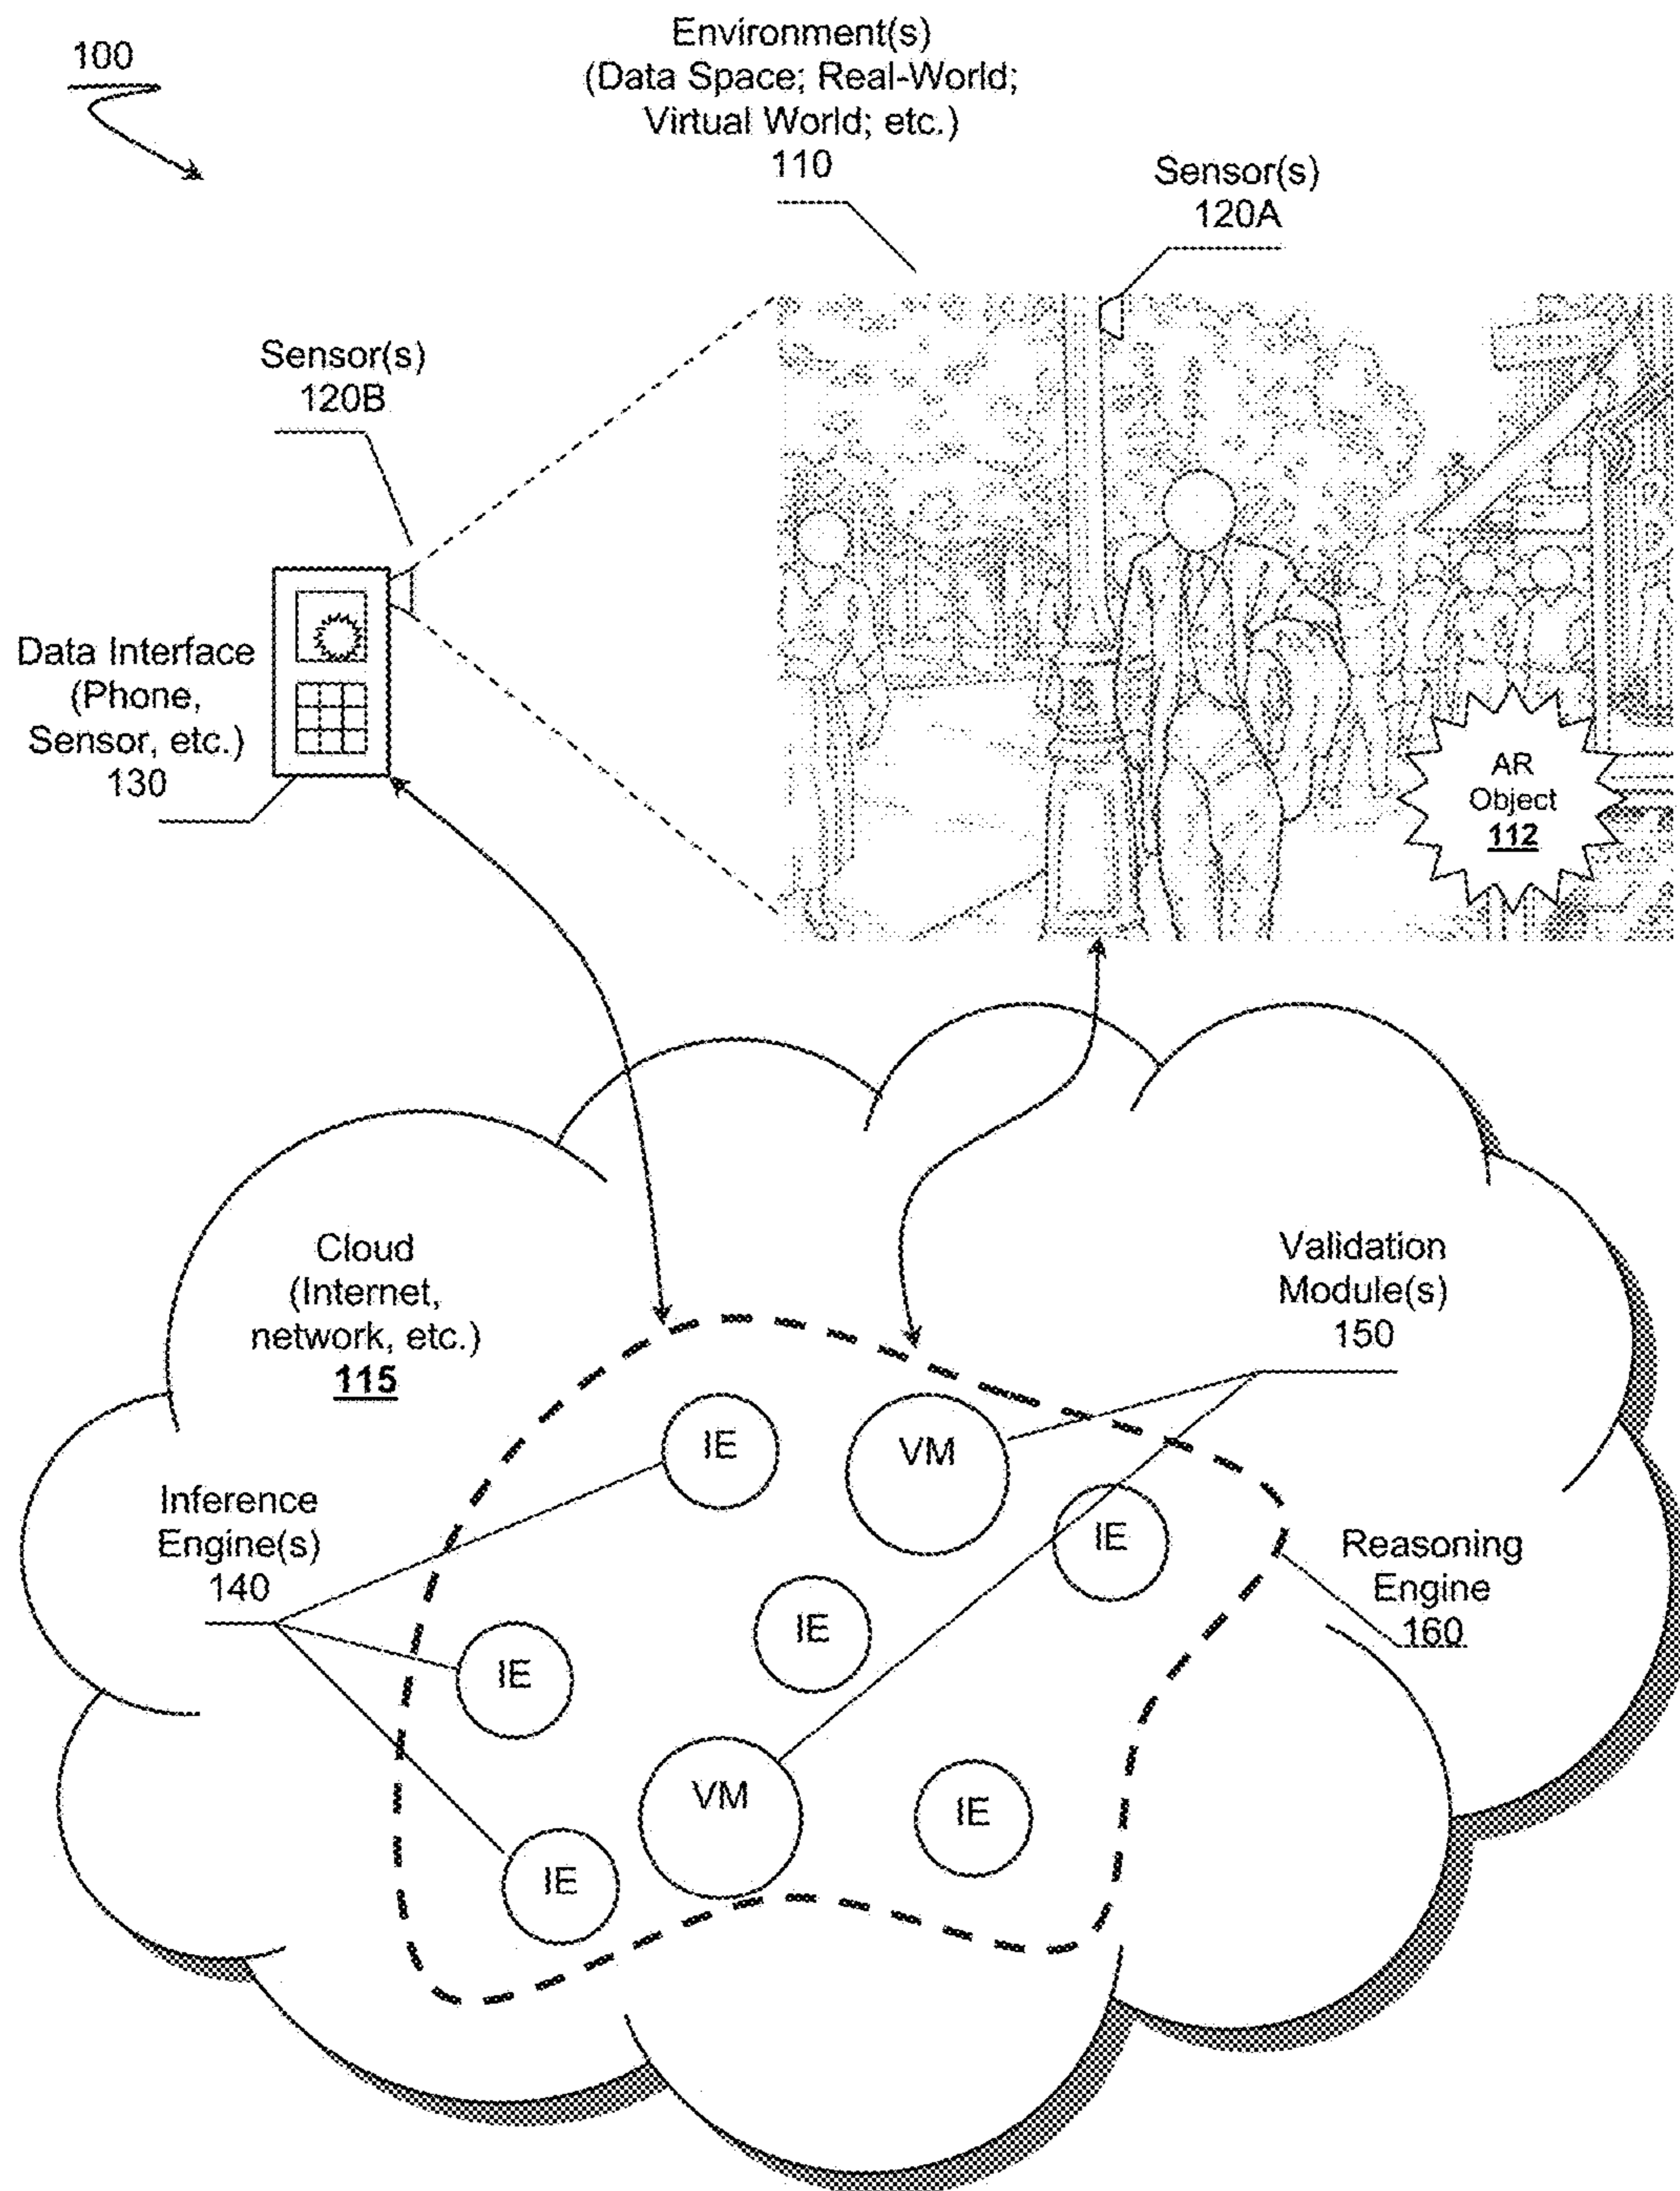 100
Environment(s)
(Data Space; Real-World;
Virtual World; etc.)
110
Sensor(s)
120A
Sensor(s)
120B
Data Interface
(Phone,
Sensor, etc.)
130
AR
Object
112
Cloud
(Internet,
network, etc.)
115
Validation
Module(s)
150
IE
VM
Inference
Engine(s)
140
IE
Reasoning
Engine
160
IE
IE
VM
IE
IE